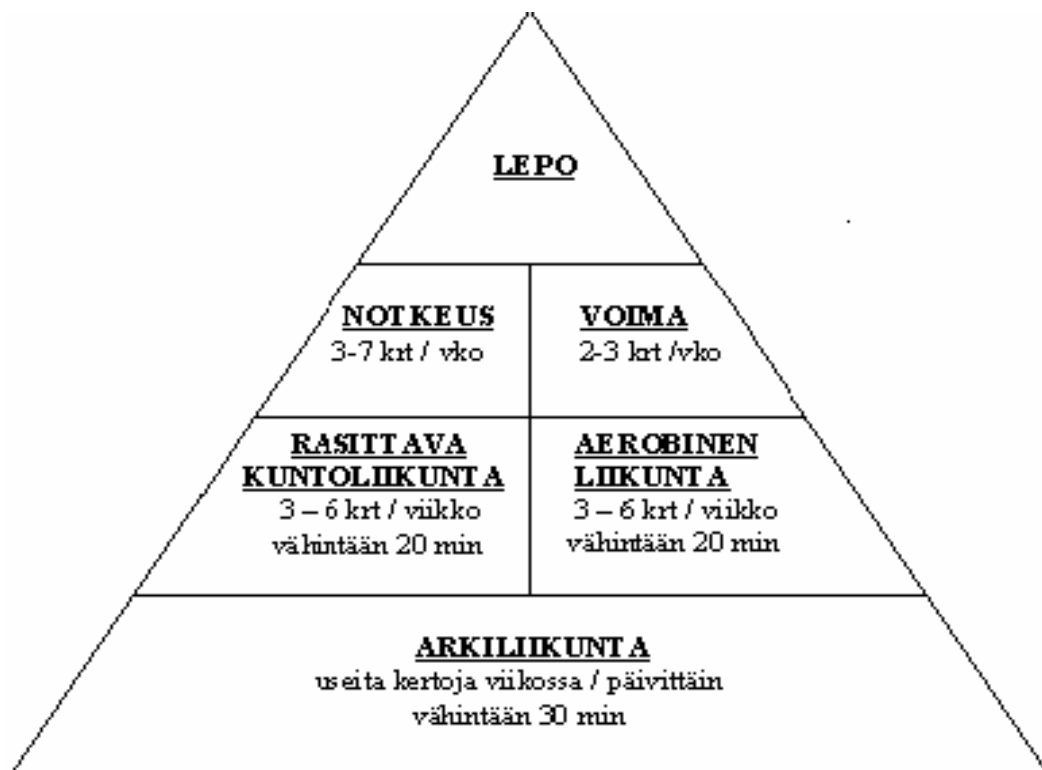 LEPO
NOTKEUS
3-7 krt / vko
VOIMA
2-3 krt /vko
RASITTAVA
KUNTOLIIKUNTA
3 – 6 krt / viikko
vähintään 20 min
AEROBINEN
LIIKUNTA
3 – 6 krt / viikko
vähintään 20 min
ARKILIIKUNTA
useita kertoja viikossa / päivittäin
vähintään 30 min